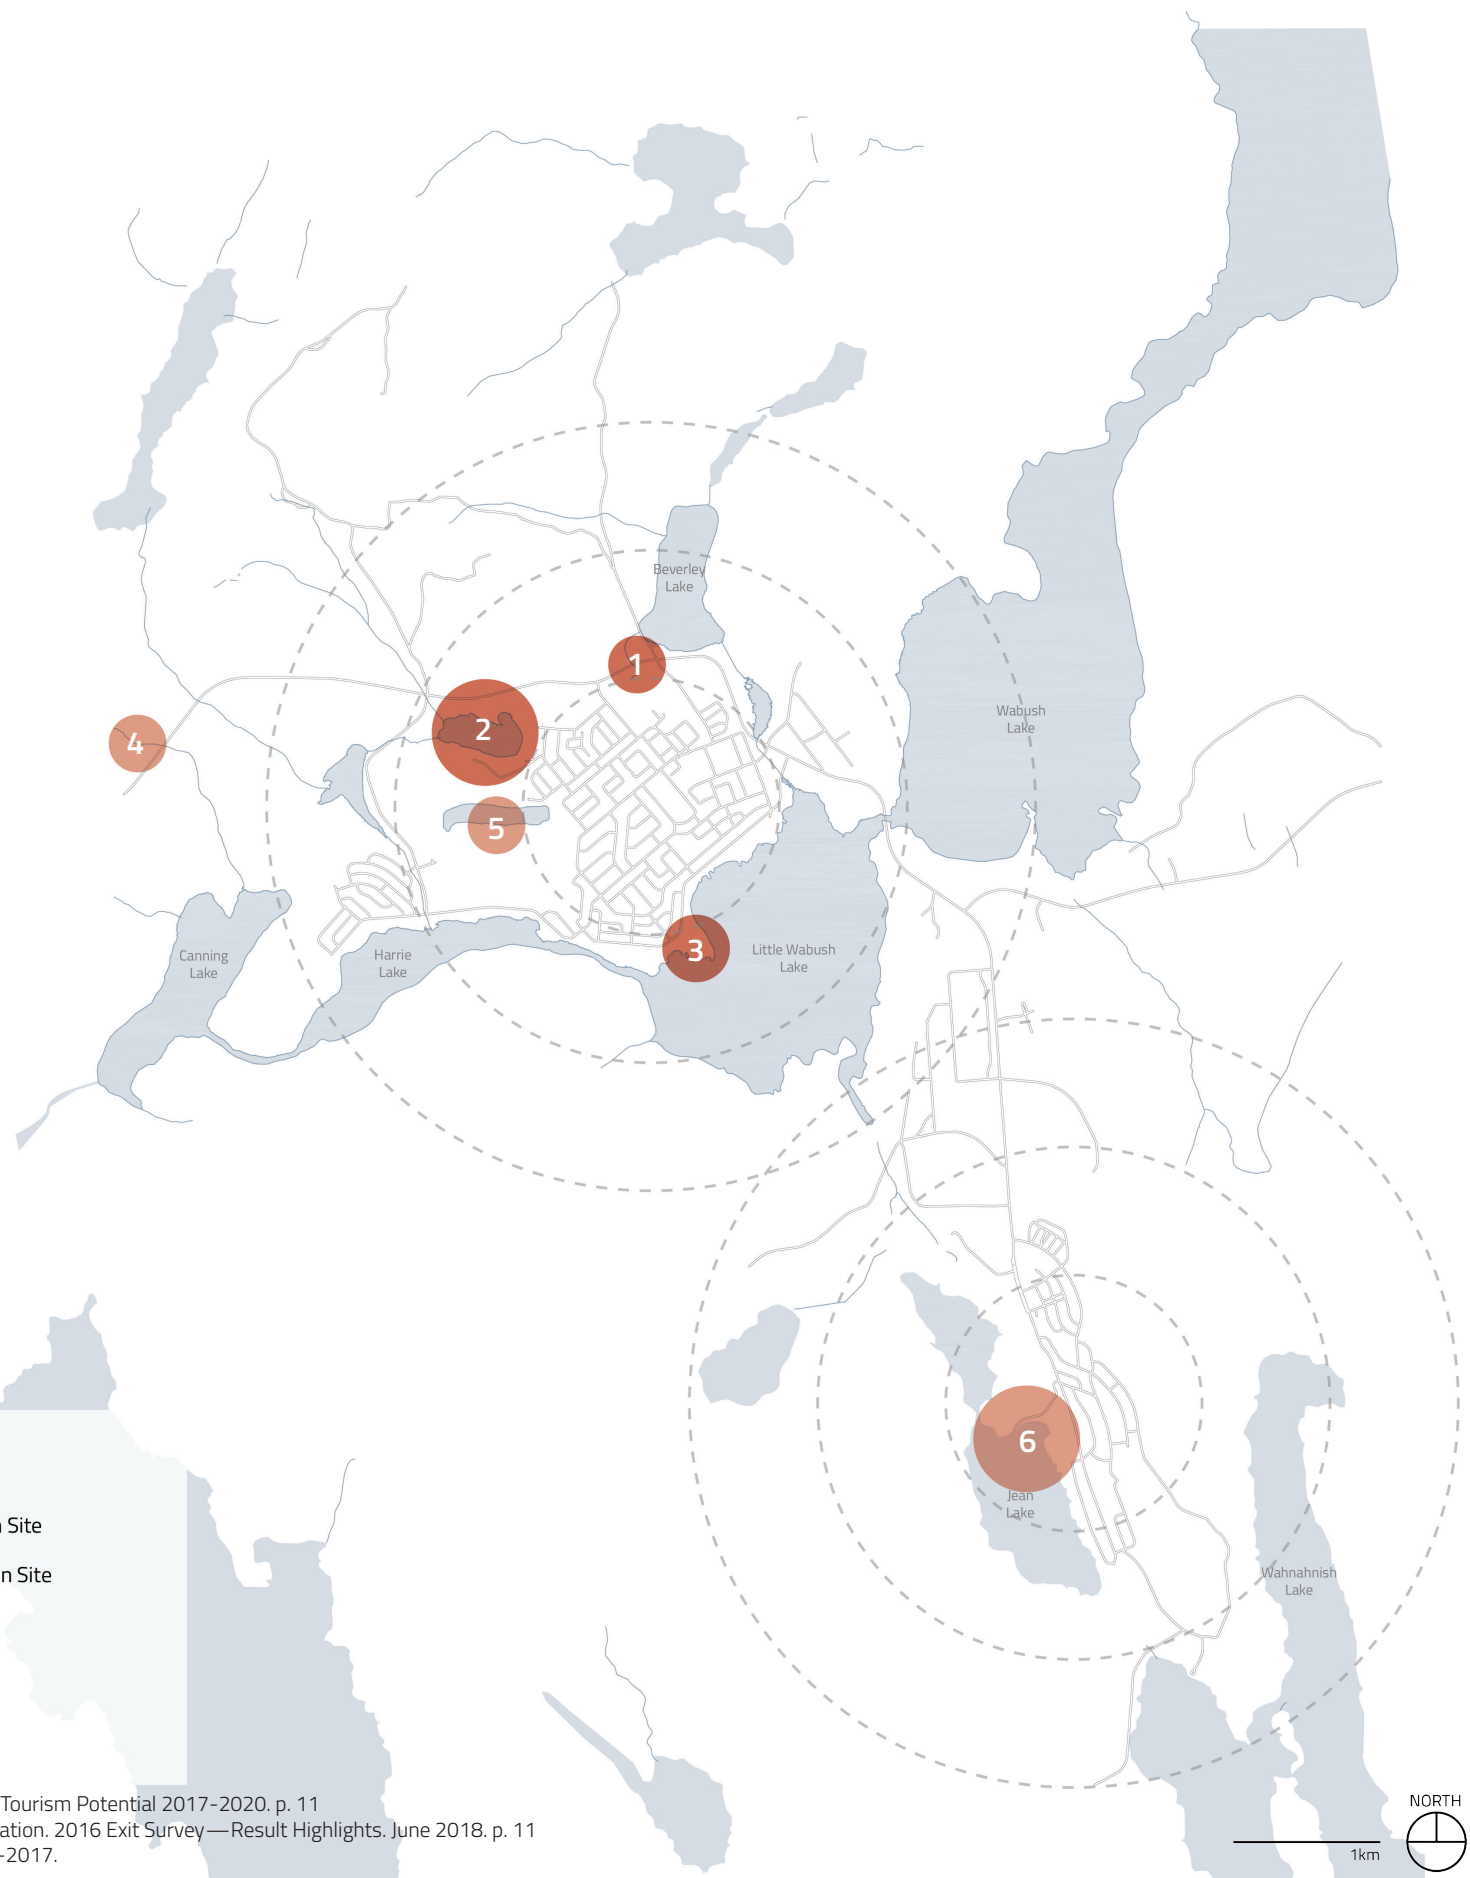 Beverley
Lake
1
Wabush
Lake
2
4
5
3
Little Wabush
Lake
Canning
Lake
Harrie
Lake
6
Jean
Lake
Site
n Site
Wahnahnish
Lake
Tourism Potential 2017-2020. p. 11
ation. 2016 Exit Survey—Result Highlights. June 2018. p. 11
-2017.
NORTH
1km